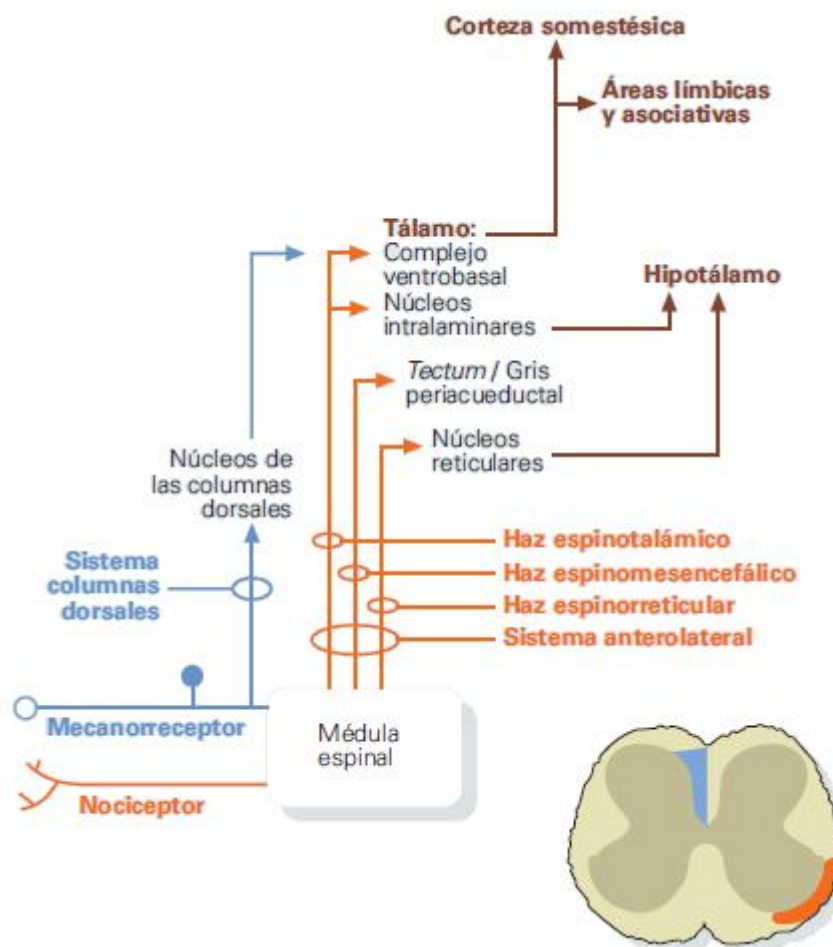 Corteza somestésica
Áreas límbicas
y asociativas
Tálamo:
Complejo
ventrobasal
Núcleos
intralaminares
Hipotálamo
Tectum / Gris
periacueductal
Núcleos
reticulares
Núcleos de
las columnas
dorsales
Sistema
columnas
dorsales
Haz espinotalámico
Haz espinomesencefálico
Haz espinorreticular
Sistema anterolateral
Mecanorreceptor
Médula
espinal
Nociceptor